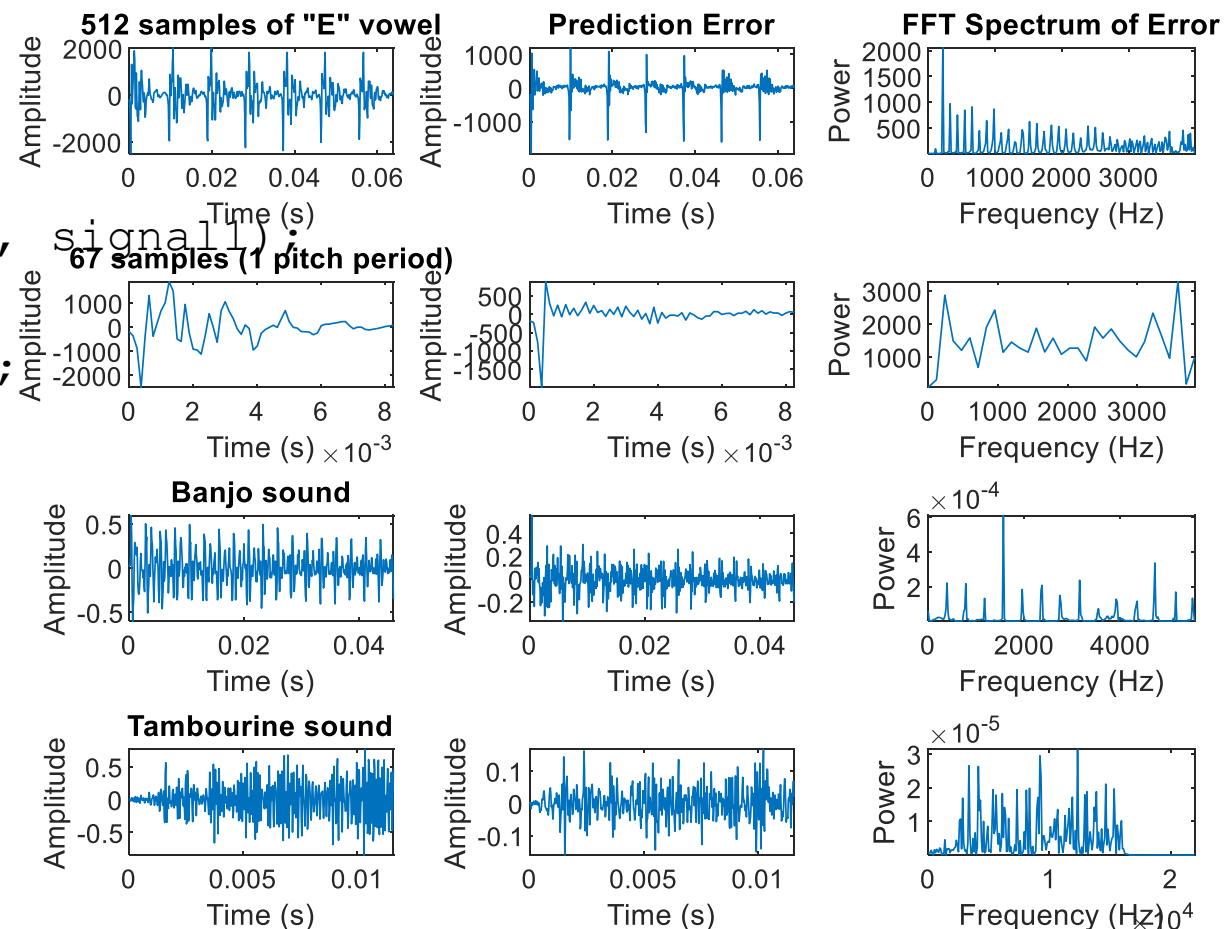 512 samples of "E" vowel
Prediction Error
FFT Spectrum of Error
Amplitude
2000
0
-2000
0 0.02 0.04 0.06
Time (s)
Amplitude
1000
0
-1000
0 0.02 0.04 0.06
Time (s)
Power
2000
1500
1000
500
0 1000 2000 3000
Frequency (Hz)
, signal1);
;
67 samples (1 pitch period)
Amplitude
1000
0
-1000
-2000
0 2 4 6 8
Time (s) ×10-3
Amplitude
500
0
-500
-1000
-1500
0 2 4 6 8
Time (s) ×10-3
Power
3000
2000
1000
0 1000 2000 3000
Frequency (Hz)
Banjo sound
Amplitude
0.5
0
-0.5
0 0.02 0.04
Time (s)
Amplitude
0.4
0.2
0
-0.2
0 0.02 0.04
Time (s)
×10-4
Power
6
4
2
0 2000 4000
Frequency (Hz)
Tambourine sound
Amplitude
0.5
0
-0.5
0 0.005 0.01
Time (s)
Amplitude
0.1
0
-0.1
0 0.005 0.01
Time (s)
×10-5
Power
3
2
1
0 1 2
Frequency (Hz) ×104